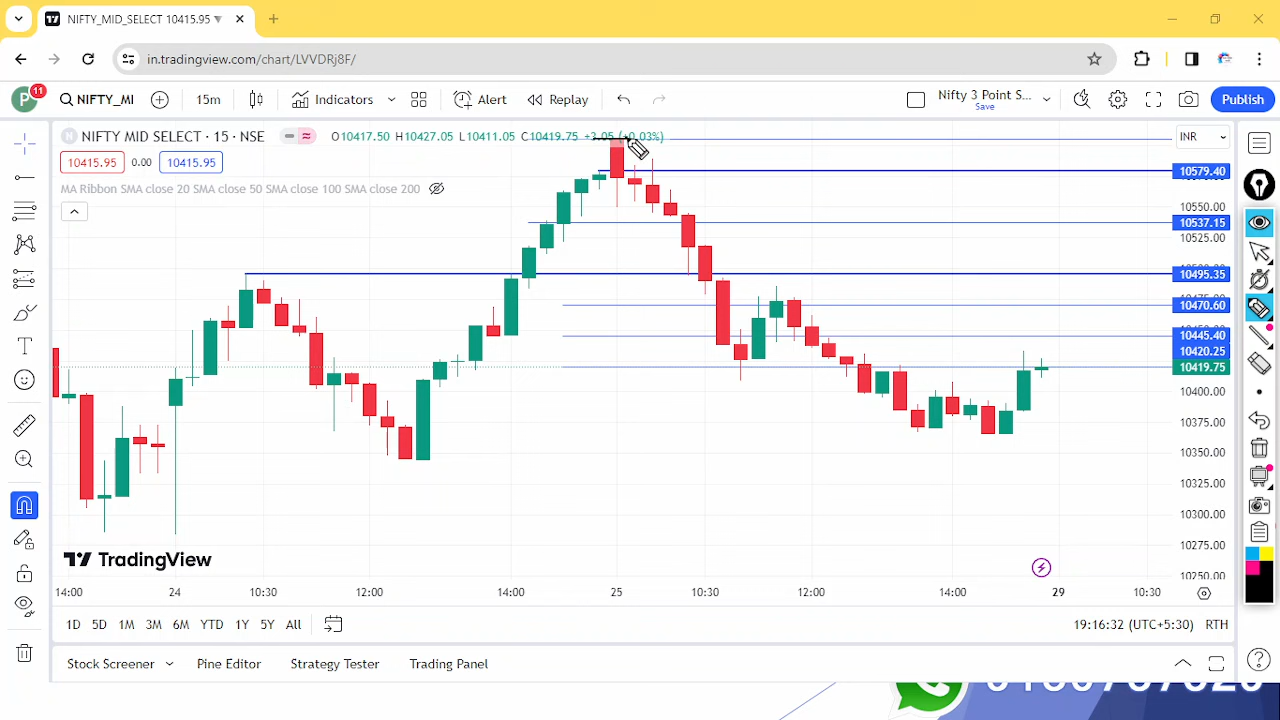 NIFTY_MID_SELECT 10415.95 ▼
in.tradingview.com/chart/LVVDRj8F/
P 11 NIFTY_MI 15m Indicators Alert Replay Nifty 3 Point S... Save Publish
NIFTY MID SELECT · 15 · NSE O10417.50 H10427.05 L10411.05 C10419.75 +3.05 (+0.03%) INR
10415.95 0.00 10415.95
MA Ribbon SMA close 20 SMA close 50 SMA close 100 SMA close 200
10579.40
10550.00
10537.15
10525.00
10495.35
10470.60
10445.40
10420.25
10419.75
10400.00
10375.00
10350.00
10325.00
10300.00
10275.00
10250.00
TradingView
14:00 24 10:30 12:00 14:00 25 10:30 12:00 14:00 29 10:30
1D 5D 1M 3M 6M YTD 1Y 5Y All 19:16:32 (UTC+5:30) RTH
Stock Screener Pine Editor Strategy Tester Trading Panel